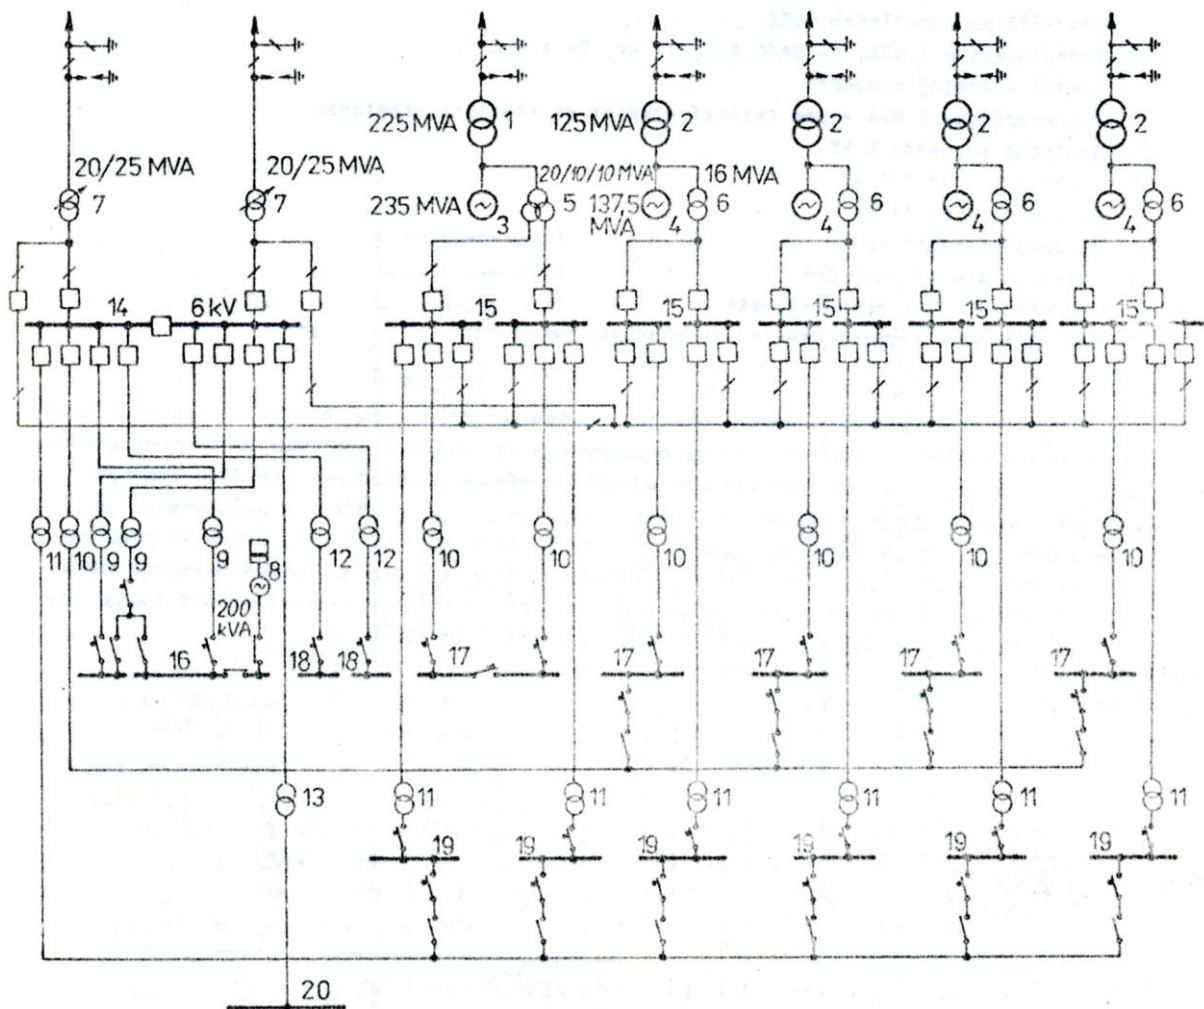 225 MVA 1 125 MVA 2 2 2 2
20/25 MVA 20/25 MVA 20/10/10 MVA 16 MVA
7 7 235 MVA 3 5 137,5 MVA 4 6 4 6 4 6 4 6
14 6 kV 15 15 15 15 15
11 10 9 9 9 8 12 12 10 10 10 10 10 10
200 kVA
16 18 18 17 17 17 17 17
13 11 11 11 11 11 11
19 19 19 19 19 19
20